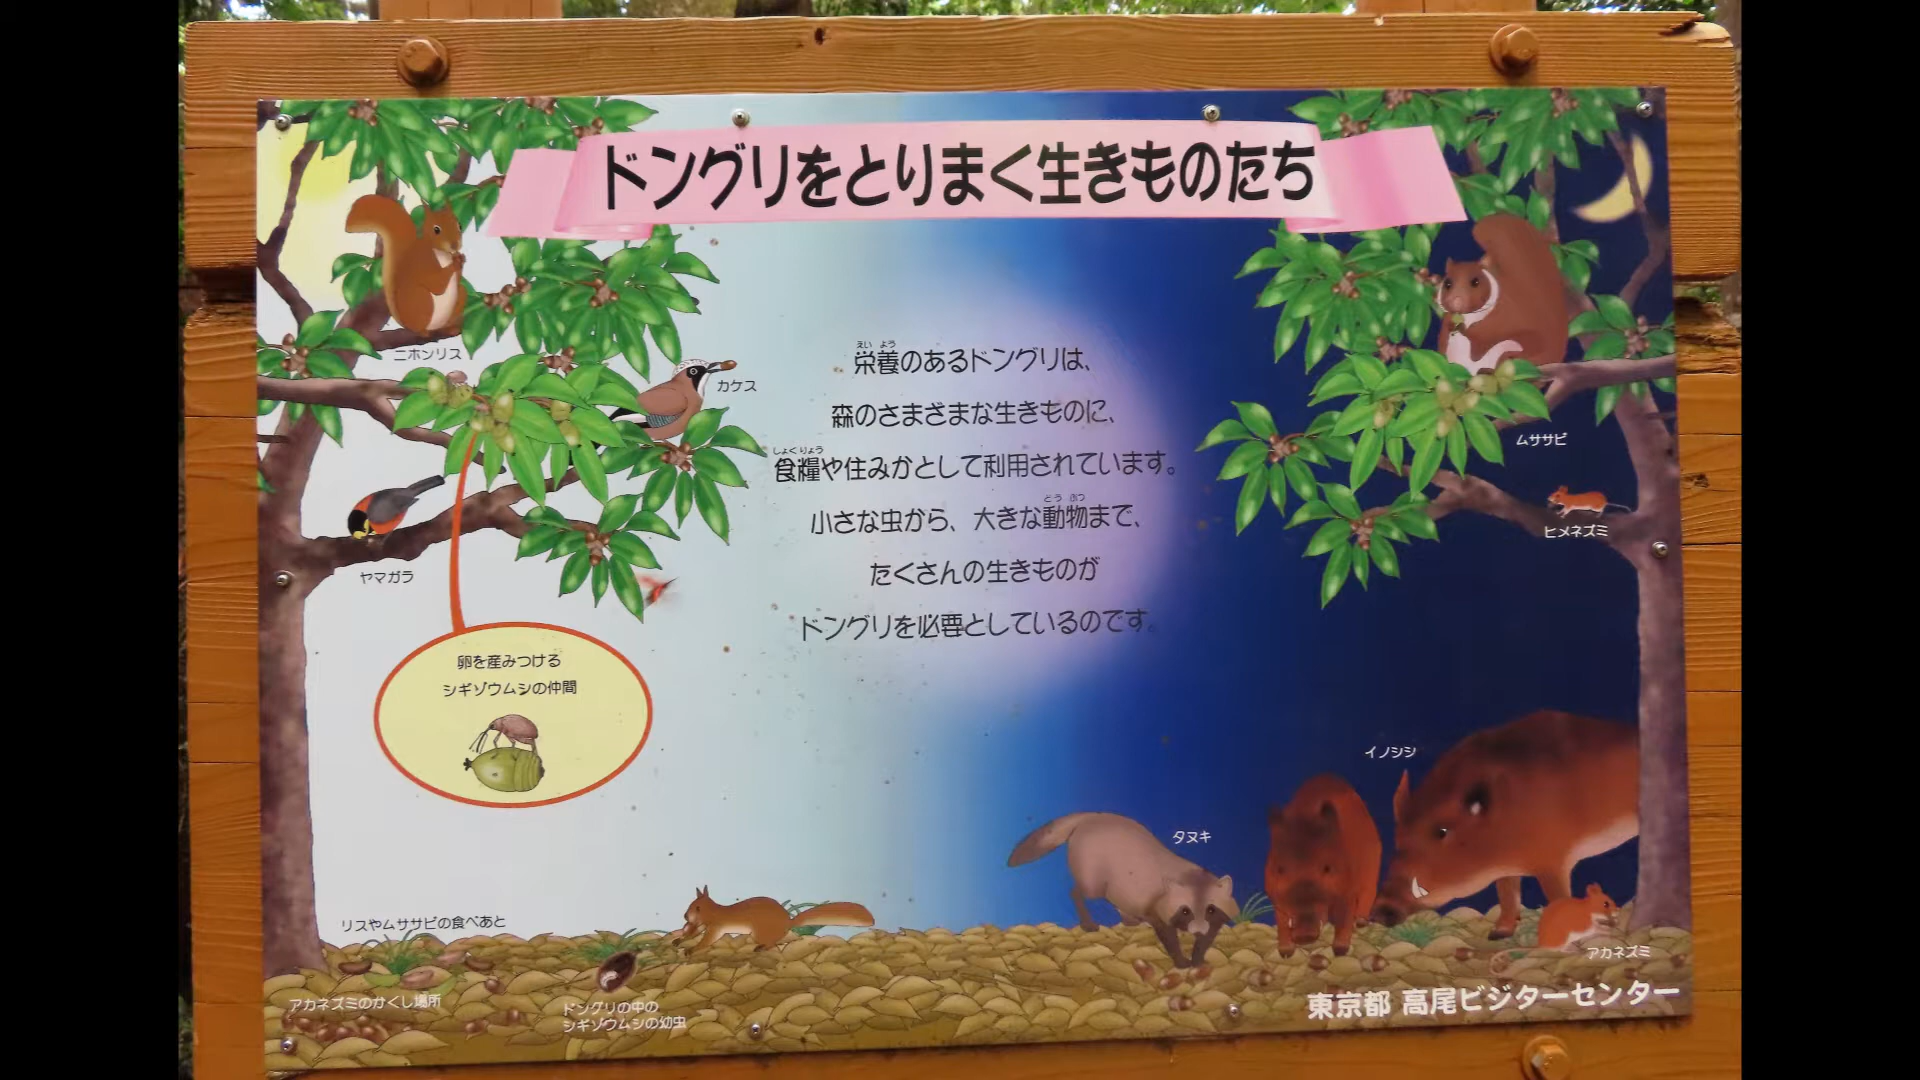 ドングリをとりまく生きものたち
ニホンリス
カケス
ヤマガラ
えいよう
栄養のあるドングリは、
森のさまざまな生きものに、
しょくりょう
食糧や住みかとして利用されています。
どうぶつ
小さな虫から、大きな動物まで、
たくさんの生きものが
ドングリを必要としているのです。
ムササビ
ヒメネズミ
卵を産みつける
シギゾウムシの仲間
イノシシ
タヌキ
アカネズミ
リスやムササビの食べあと
アカネズミのかくし場所
ドングリの中の
シギゾウムシの幼虫
東京都 高尾ビジターセンター